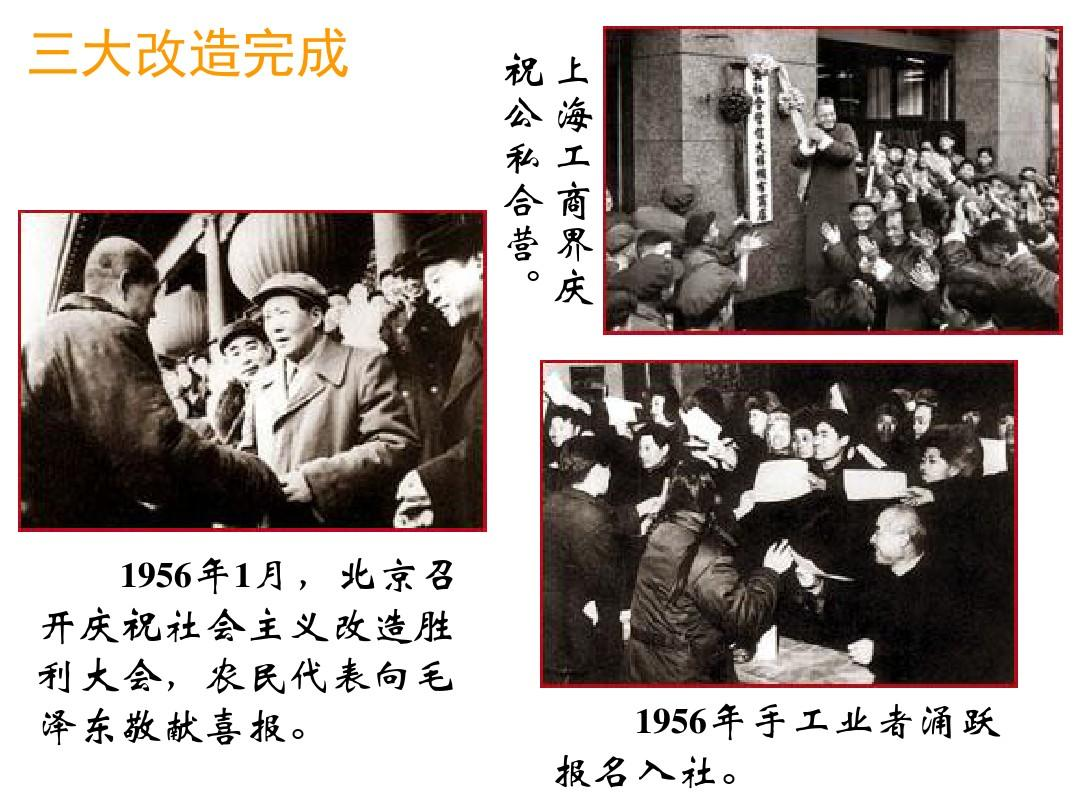 三大改造完成
上海工商界庆
祝公私合营。
1956年1月，北京召
开庆祝社会主义改造胜
利大会，农民代表向毛
泽东敬献喜报。
1956年手工业者涌跃
报名入社。